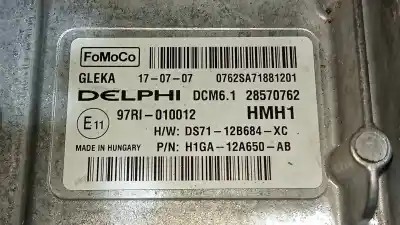 FoMoCo
GLEKA 17-07-07 0762SA71881201
DELPHI DCM6.1 28570762
E11 97RI-010012 HMH1
H/W: DS71-12B684-XC
MADE IN HUNGARY P/N: H1GA-12A650-AB